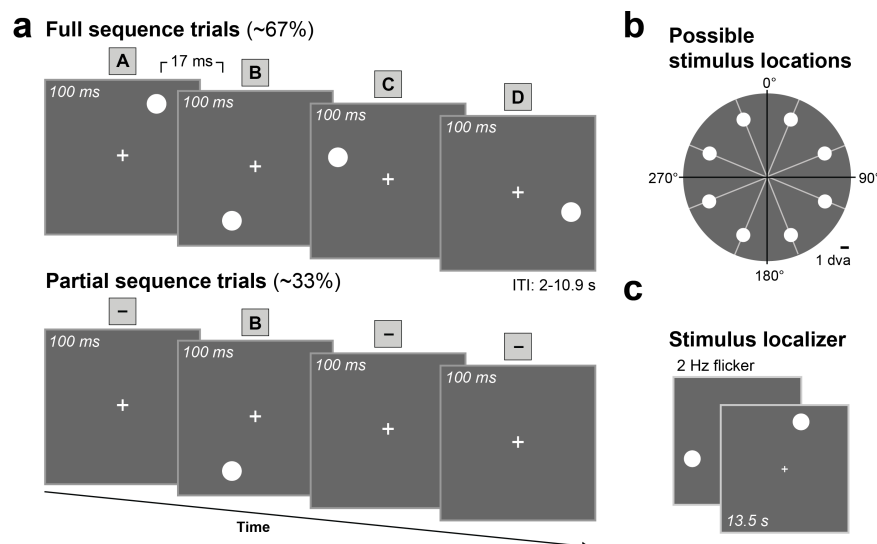 a Full sequence trials (~67%)
A
17 ms
B
C
D
100 ms
100 ms
100 ms
100 ms
ITI: 2-10.9 s
Partial sequence trials (~33%)
–
B
–
–
100 ms
100 ms
100 ms
100 ms
Time
b Possible
stimulus locations
0°
270°
90°
180°
1 dva
c
Stimulus localizer
2 Hz flicker
13.5 s